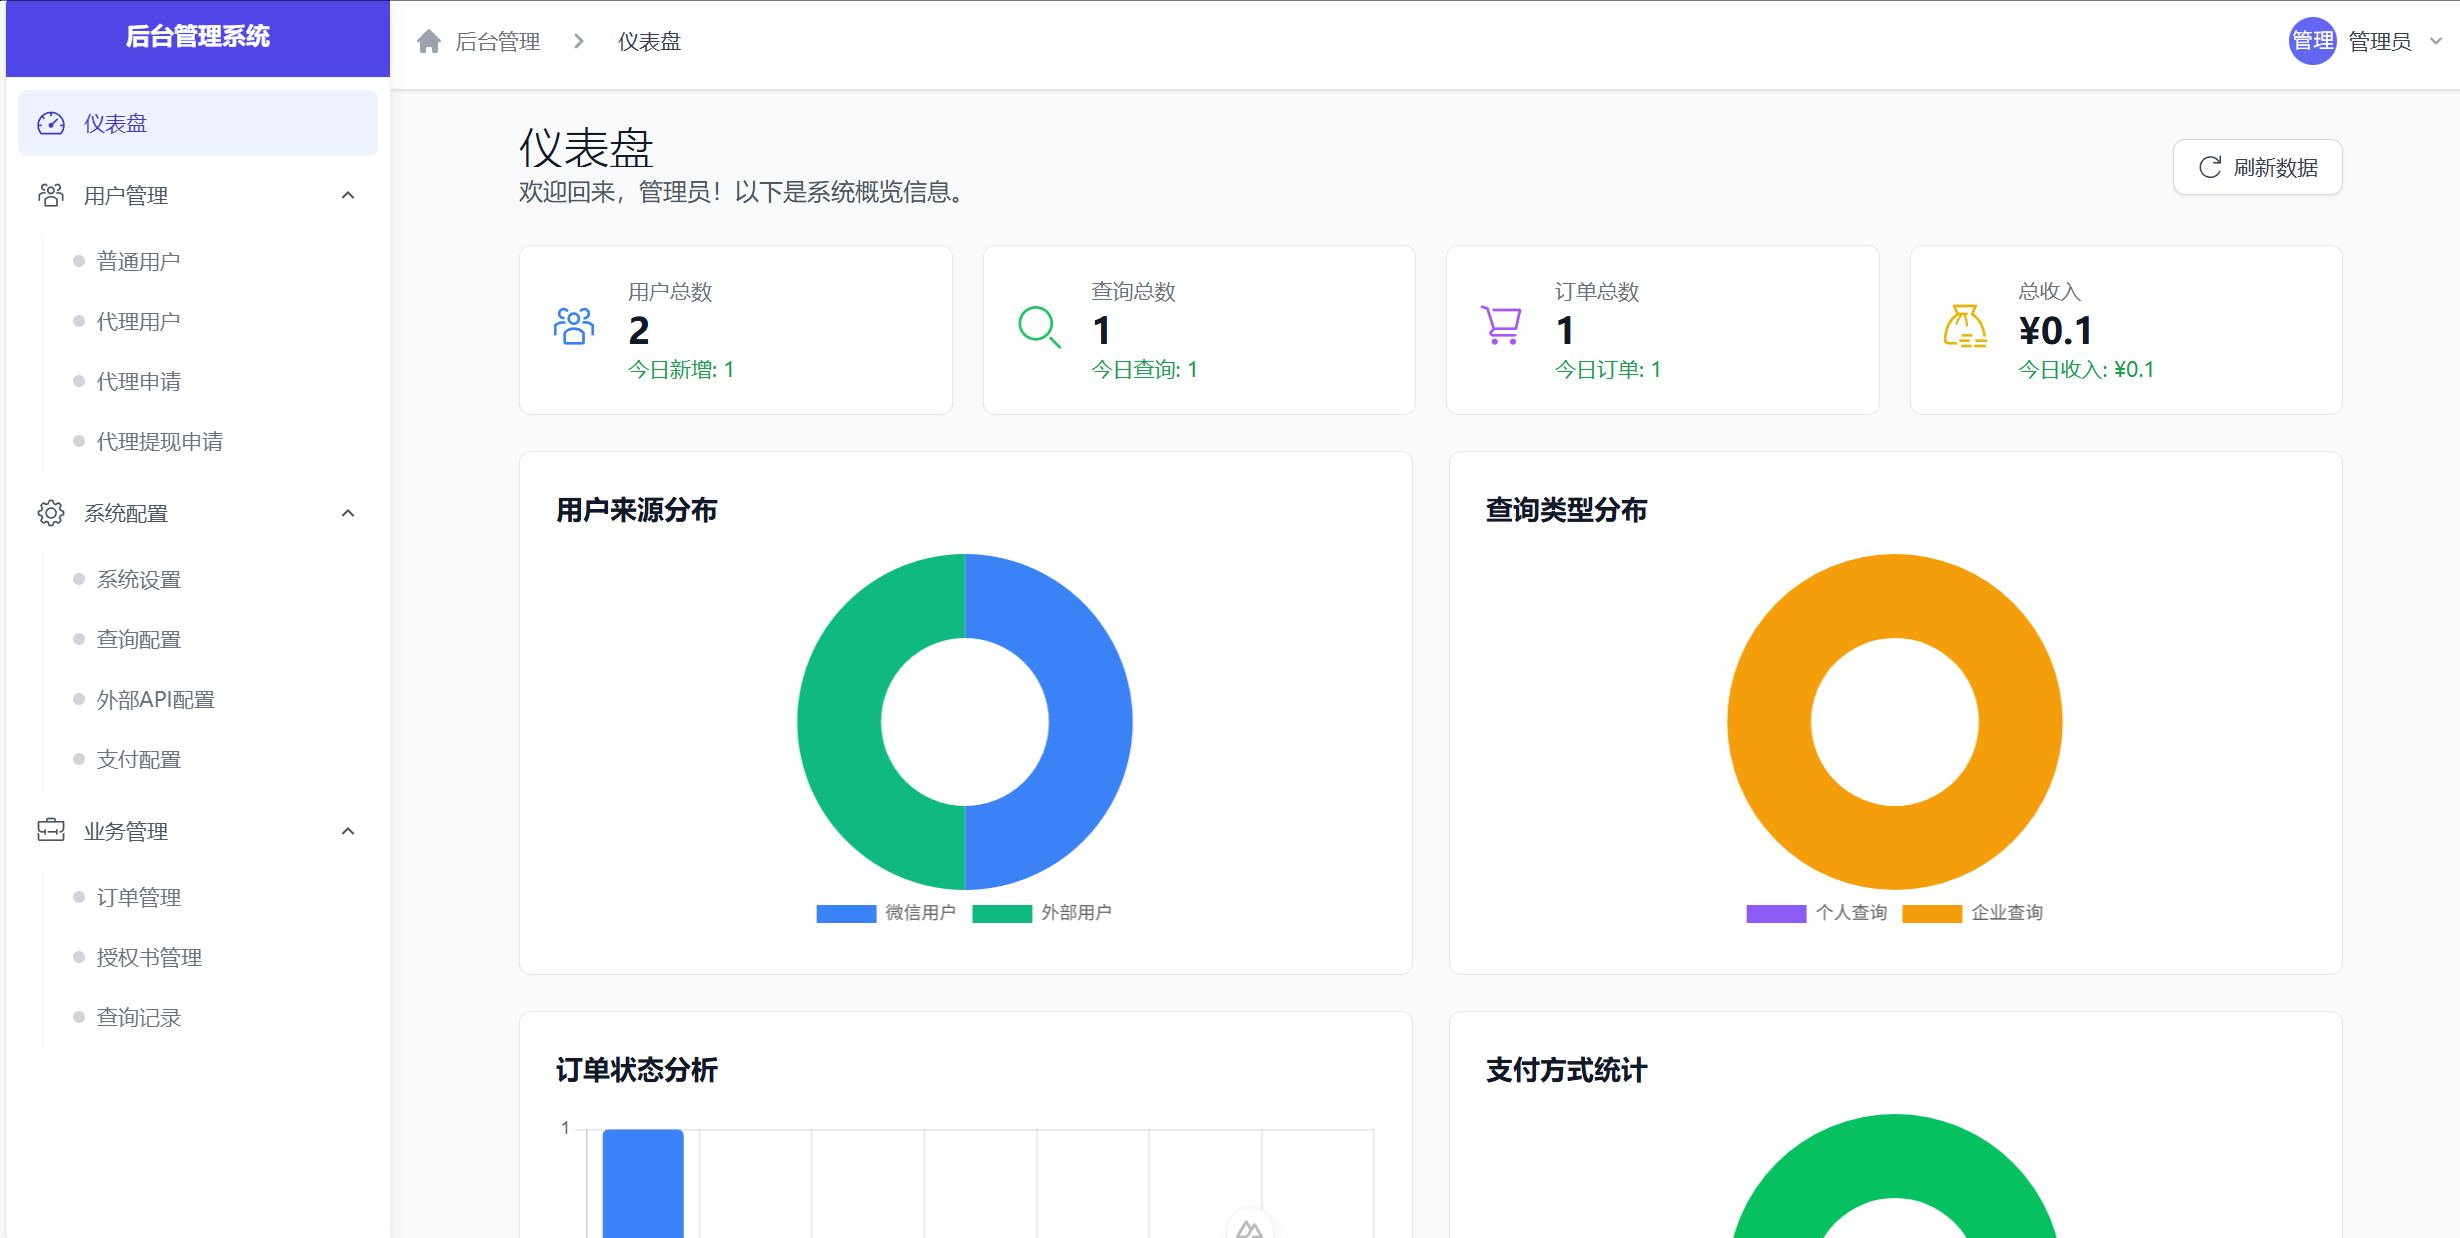 后台管理系统
后台管理
仪表盘
管理
管理员
仪表盘
用户管理
普通用户
代理用户
代理申请
代理提现申请
系统配置
系统设置
查询配置
外部API配置
支付配置
业务管理
订单管理
授权书管理
查询记录
仪表盘
欢迎回来，管理员！以下是系统概览信息。
刷新数据
用户总数
2
今日新增: 1
查询总数
1
今日查询: 1
订单总数
1
今日订单: 1
总收入
¥0.1
今日收入: ¥0.1
用户来源分布
微信用户
外部用户
查询类型分布
个人查询
企业查询
订单状态分析
1
支付方式统计